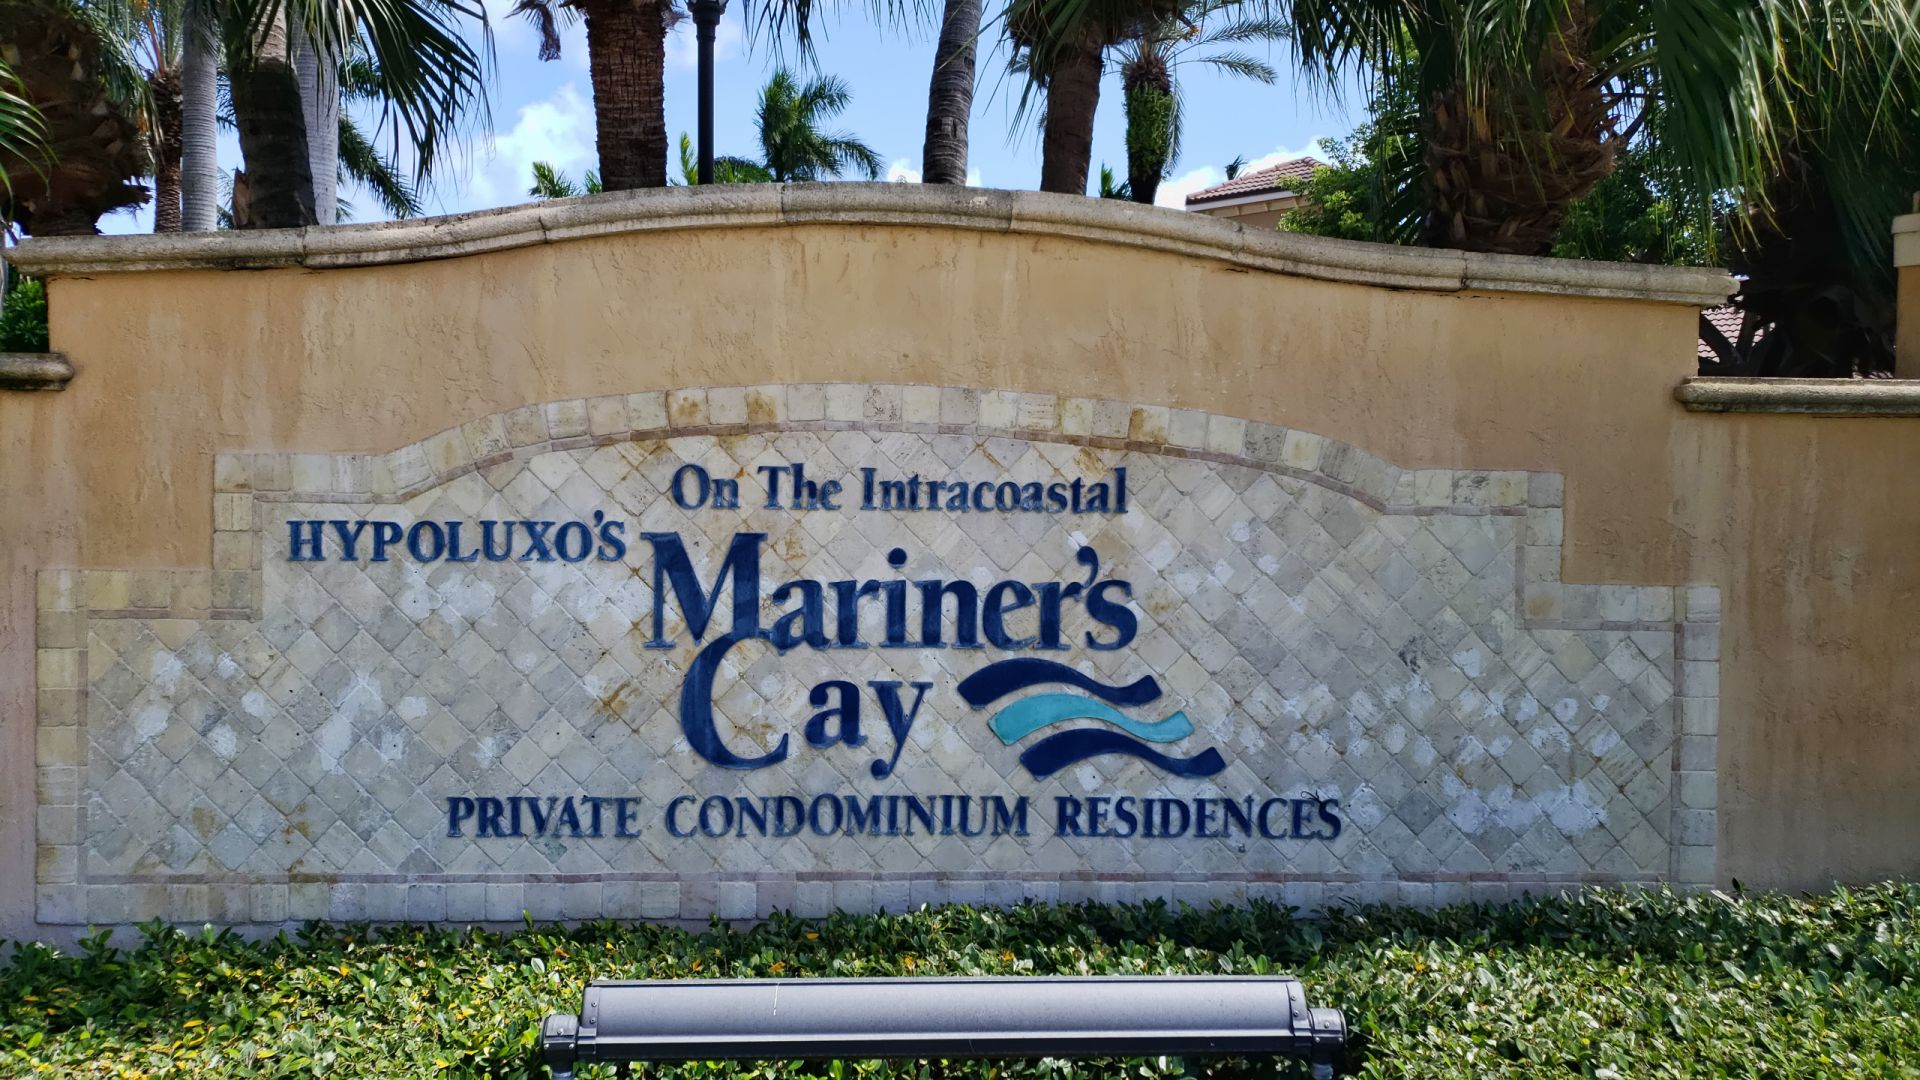 On The Intracoastal
HYPOLUXO'S
Mariner's
Cay
PRIVATE CONDOMINIUM RESIDENCES